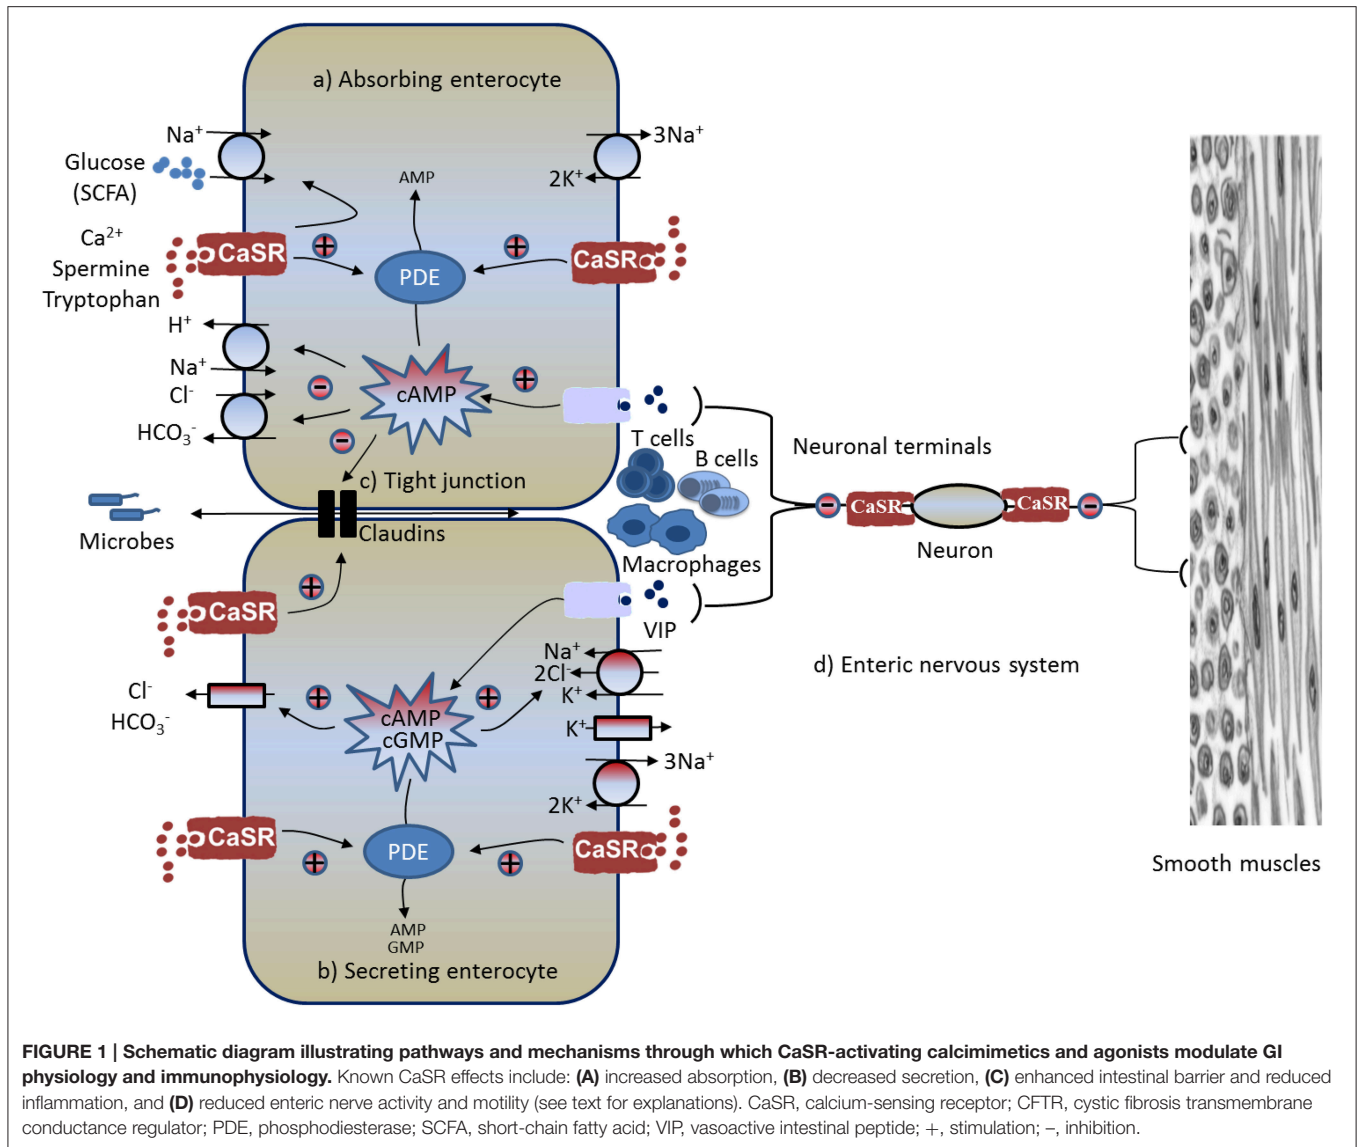 a) Absorbing enterocyte
Na⁺
3Na⁺
Glucose
(SCFA)
AMP
2K⁺
Ca²⁺
CaSR
+
+
CaSR
Spermine
PDE
Tryptophan
H⁺
Na⁺
−
cAMP
+
Cl⁻
HCO₃⁻
−
T cells
B cells
Neuronal terminals
c) Tight junction
−
CaSR
CaSR
−
Microbes
Claudins
Neuron
Macrophages
+
CaSR
VIP
Na⁺
2Cl⁻
K⁺
d) Enteric nervous system
Cl⁻
HCO₃⁻
+
cAMP
cGMP
+
K⁺
3Na⁺
2K⁺
CaSR
+
PDE
+
CaSR
Smooth muscles
AMP
GMP
b) Secreting enterocyte
FIGURE 1 | Schematic diagram illustrating pathways and mechanisms through which CaSR-activating calcimimetics and agonists modulate GI
physiology and immunophysiology. Known CaSR effects include: (A) increased absorption, (B) decreased secretion, (C) enhanced intestinal barrier and reduced
inflammation, and (D) reduced enteric nerve activity and motility (see text for explanations). CaSR, calcium-sensing receptor; CFTR, cystic fibrosis transmembrane
conductance regulator; PDE, phosphodiesterase; SCFA, short-chain fatty acid; VIP, vasoactive intestinal peptide; +, stimulation; –, inhibition.